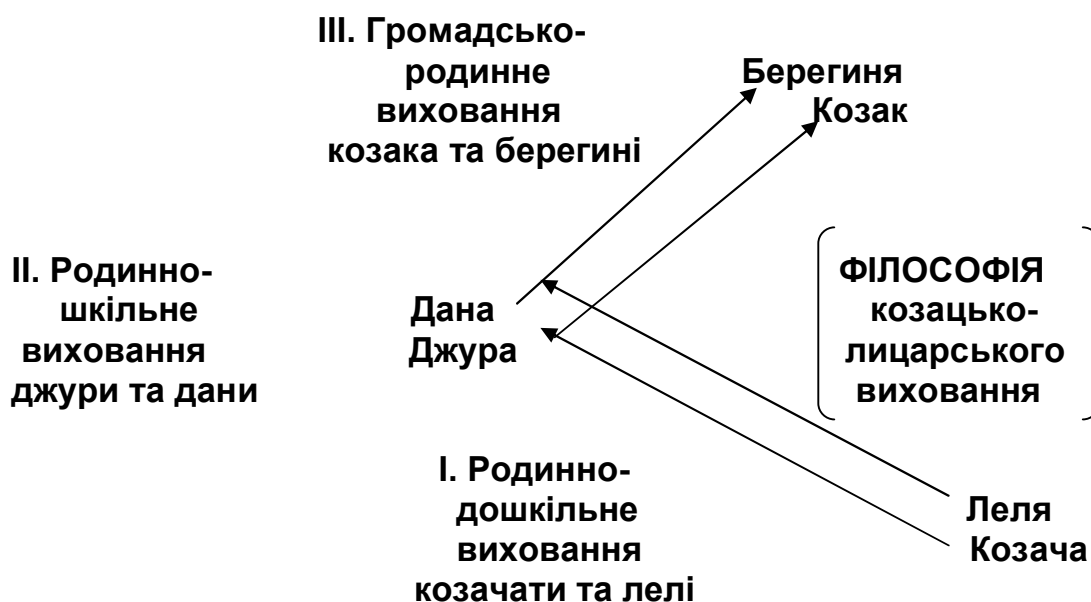 III. Громадсько-
родинне
виховання
козака та берегині
Берегиня
Козак
II. Родинно-
шкільне
виховання
джури та дани
Дана
Джура
ФІЛОСОФІЯ
козацько-
лицарського
виховання
I. Родинно-
дошкільне
виховання
козачати та лелі
Леля
Козача